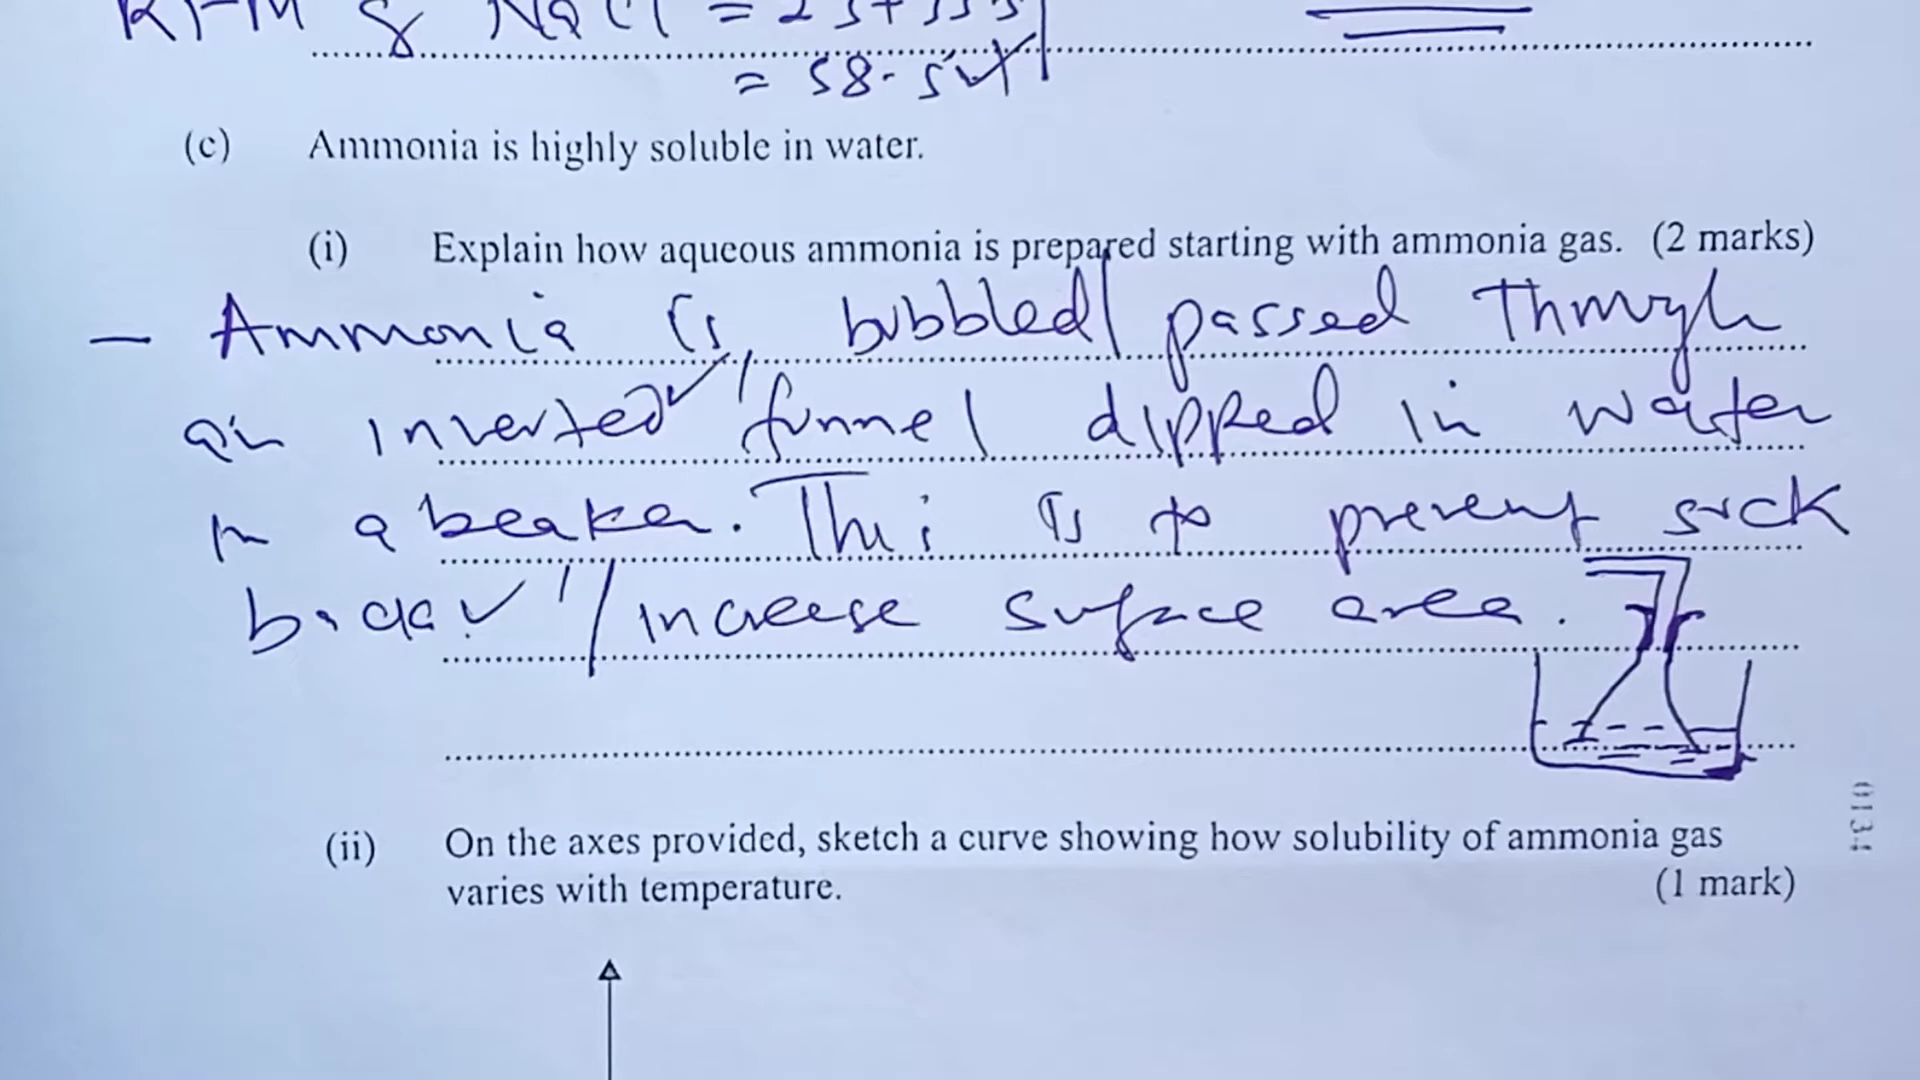 RFM of NaCl = 23+35.5
= 58.5
(c) Ammonia is highly soluble in water.
(i) Explain how aqueous ammonia is prepared starting with ammonia gas. (2 marks)
– Ammonia is bubbled/passed through
an inverted funnel dipped in water
in a beaker. This is to prevent suck
back / increase surface area.
(ii) On the axes provided, sketch a curve showing how solubility of ammonia gas
varies with temperature. (1 mark)
0134